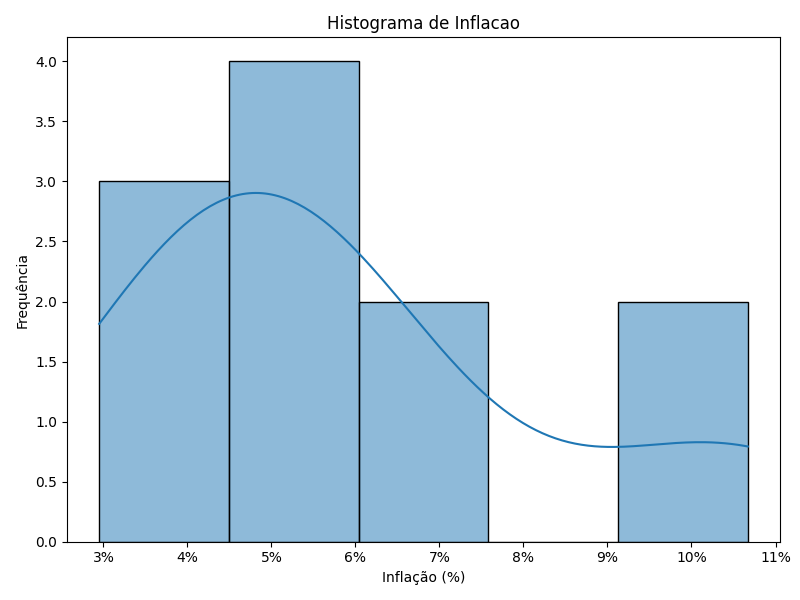 Histograma de Inflacao
Frequência
4.0
3.5
3.0
2.5
2.0
1.5
1.0
0.5
0.0
3% 4% 5% 6% 7% 8% 9% 10% 11%
Inflação (%)